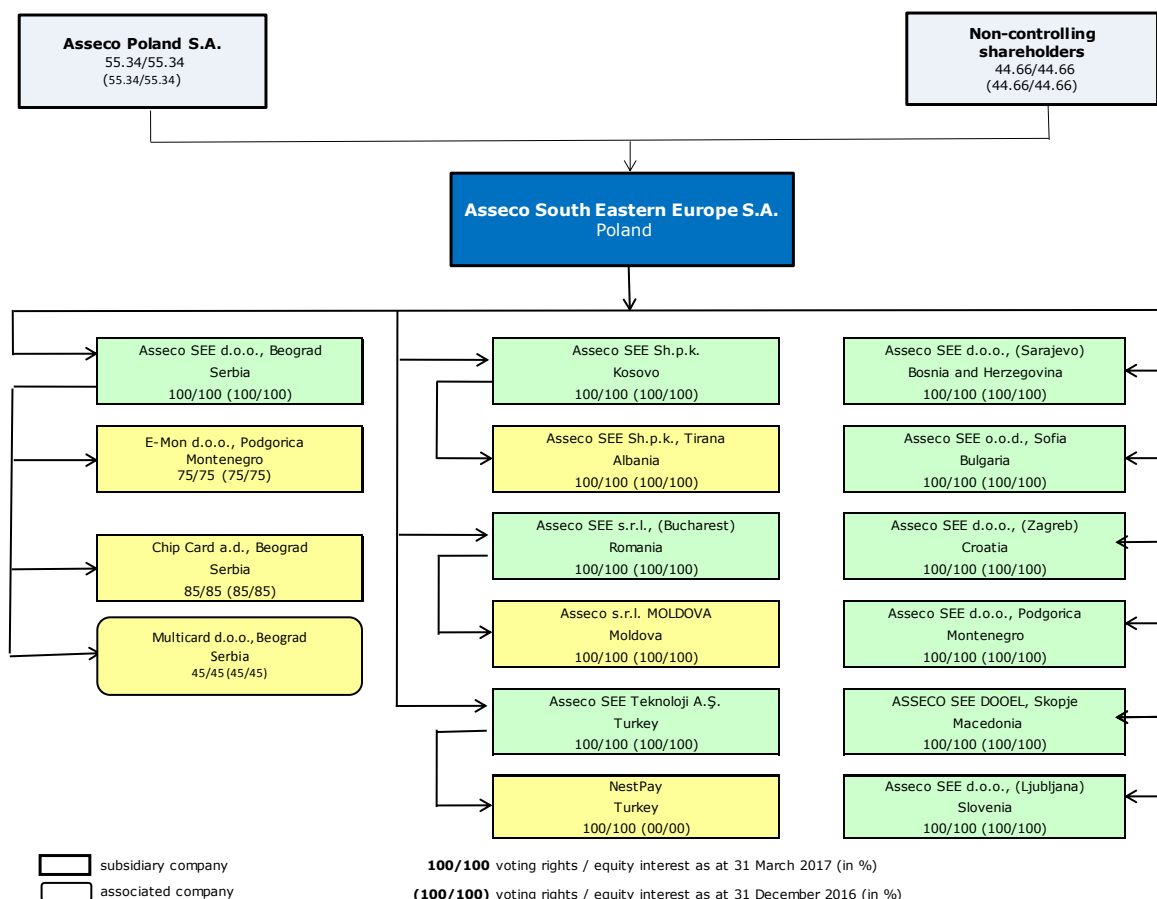 Asseco Poland S.A.
55.34/55.34
(55.34/55.34)
Non-controlling
shareholders
44.66/44.66
(44.66/44.66)
Asseco South Eastern Europe S.A.
Poland
Asseco SEE d.o.o., Beograd
Serbia
100/100 (100/100)
E-Mon d.o.o., Podgorica
Montenegro
75/75 (75/75)
Chip Card a.d., Beograd
Serbia
85/85 (85/85)
Multicard d.o.o., Beograd
Serbia
45/45 (45/45)
Asseco SEE Sh.p.k.
Kosovo
100/100 (100/100)
Asseco SEE Sh.p.k., Tirana
Albania
100/100 (100/100)
Asseco SEE s.r.l., (Bucharest)
Romania
100/100 (100/100)
Asseco s.r.l. MOLDOVA
Moldova
100/100 (100/100)
Asseco SEE Teknoloji A.Ş.
Turkey
100/100 (100/100)
NestPay
Turkey
100/100 (00/00)
Asseco SEE d.o.o., (Sarajevo)
Bosnia and Herzegovina
100/100 (100/100)
Asseco SEE o.o.d., Sofia
Bulgaria
100/100 (100/100)
Asseco SEE d.o.o., (Zagreb)
Croatia
100/100 (100/100)
Asseco SEE d.o.o., Podgorica
Montenegro
100/100 (100/100)
ASSECO SEE DOOEL, Skopje
Macedonia
100/100 (100/100)
Asseco SEE d.o.o., (Ljubljana)
Slovenia
100/100 (100/100)
subsidiary company
associated company
100/100 voting rights / equity interest as at 31 March 2017 (in %)
(100/100) voting rights / equity interest as at 31 December 2016 (in %)